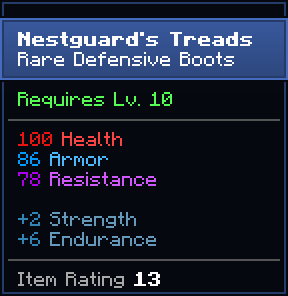 Nestguard's Treads
Rare Defensive Boots
Requires Lv. 10
100 Health
86 Armor
78 Resistance
+2 Strength
+6 Endurance
Item Rating 13